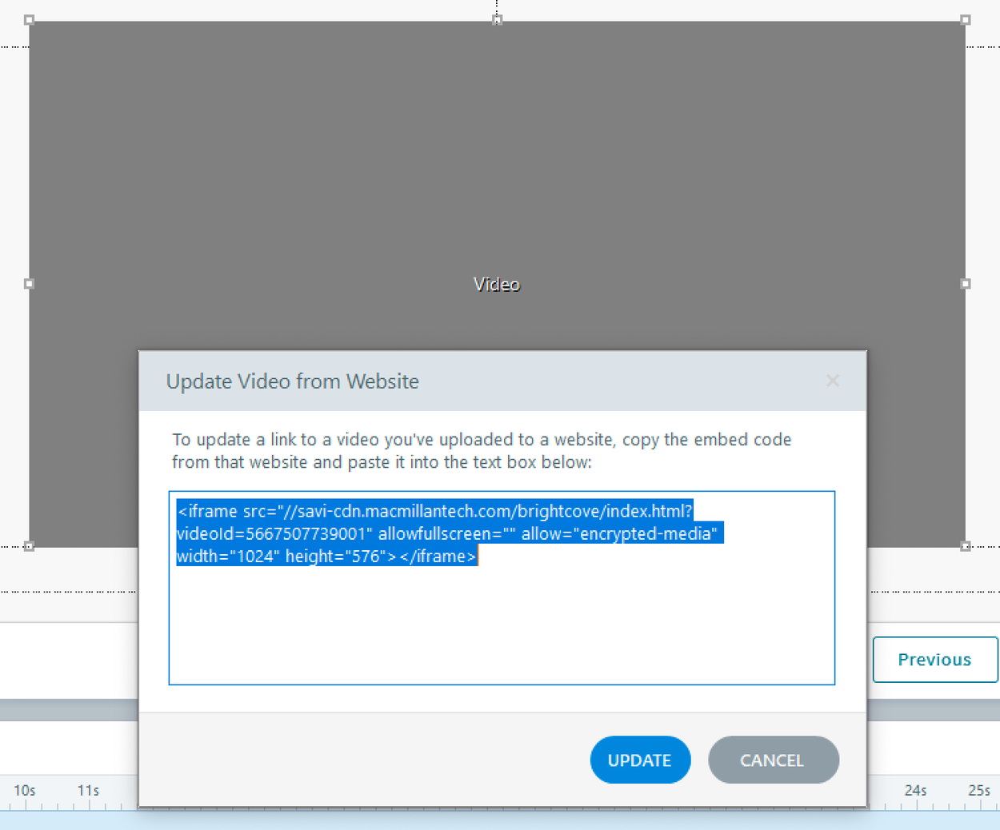 Video
Update Video from Website
To update a link to a video you've uploaded to a website, copy the embed code
from that website and paste it into the text box below:
<iframe src="//savi-cdn.macmillantech.com/brightcove/index.html?
videoId=5667507739001" allowfullscreen="" allow="encrypted-media"
width="1024" height="576"></iframe>
Previous
UPDATE
CANCEL
10s
11s
24s
25s